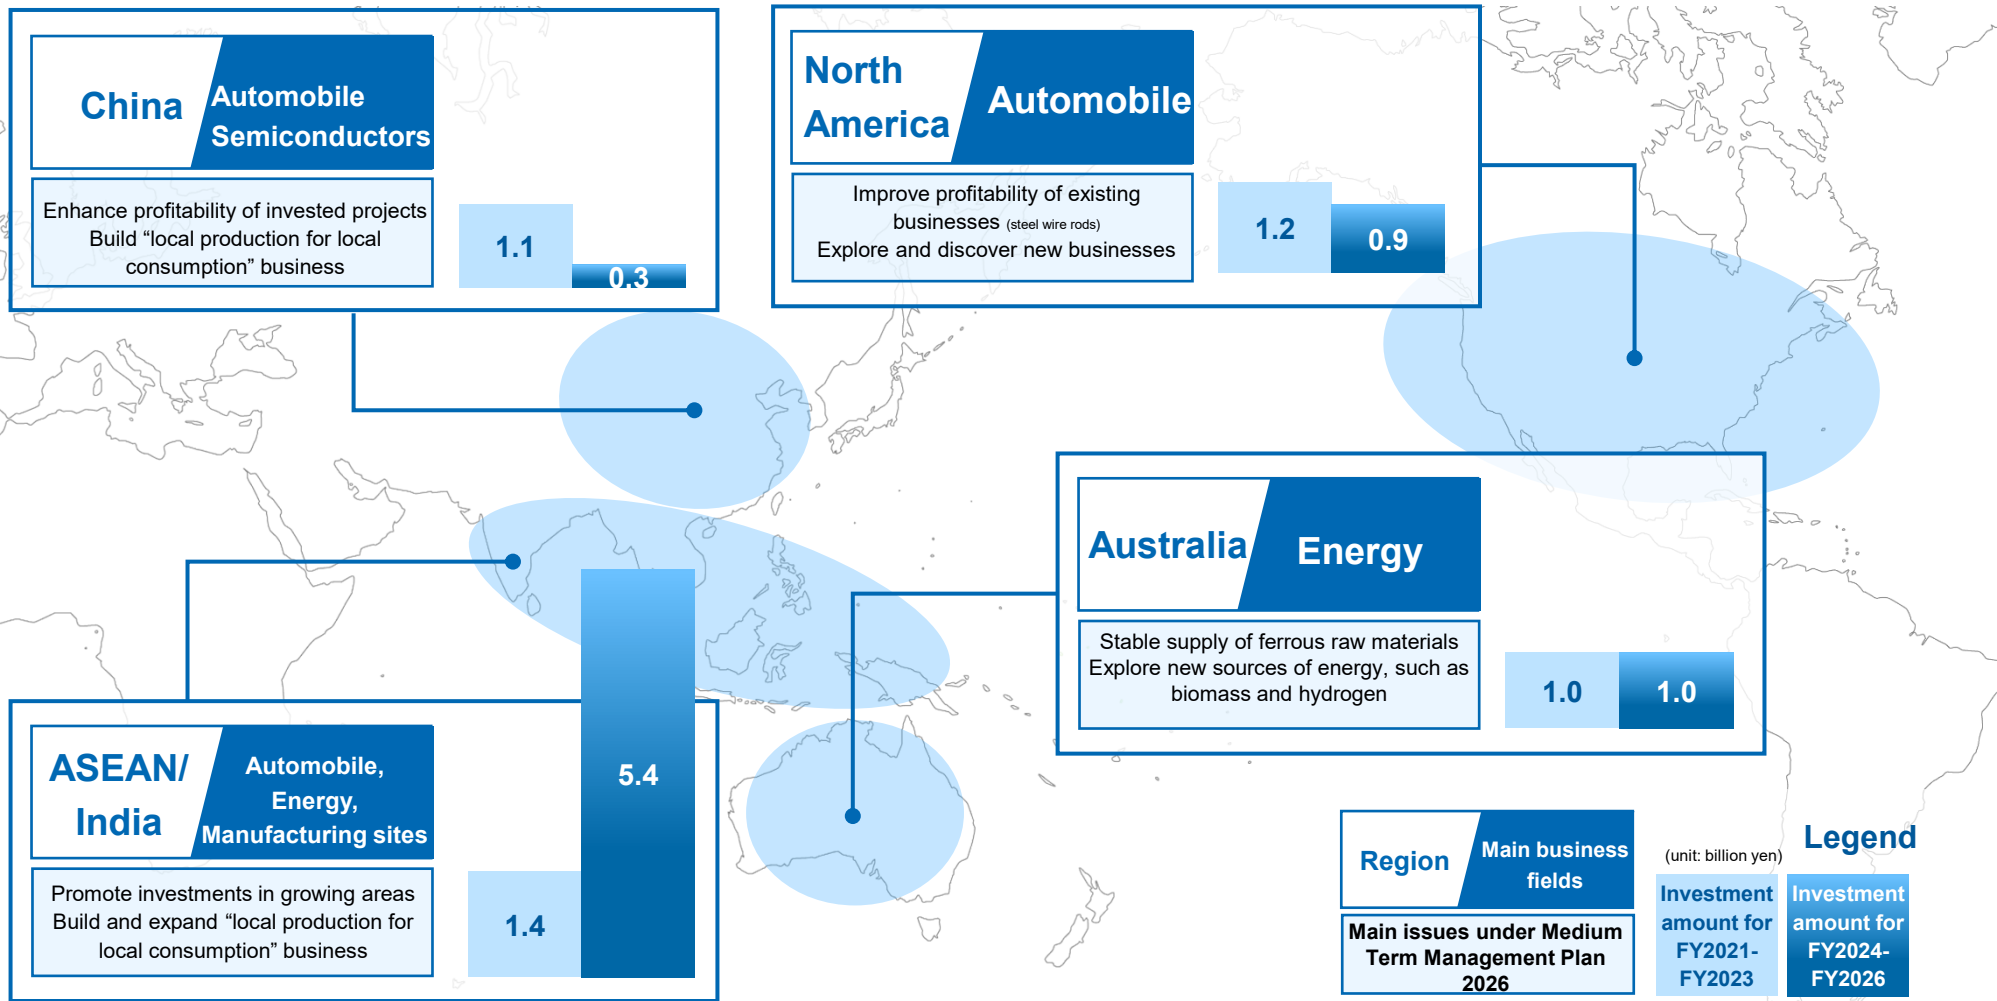 China
Automobile
Semiconductors
Enhance profitability of invested projects
Build “local production for local
consumption” business
1.1
0.3
North
America
Automobile
Improve profitability of existing
businesses (steel wire rods)
Explore and discover new businesses
1.2
0.9
Australia
Energy
Stable supply of ferrous raw materials
Explore new sources of energy, such as
biomass and hydrogen
1.0
1.0
ASEAN/
India
Automobile,
Energy,
Manufacturing sites
Promote investments in growing areas
Build and expand “local production for
local consumption” business
1.4
5.4
Legend
(unit: billion yen)
Region
Main business
fields
Main issues under Medium
Term Management Plan
2026
Investment
amount for
FY2021-
FY2023
Investment
amount for
FY2024-
FY2026